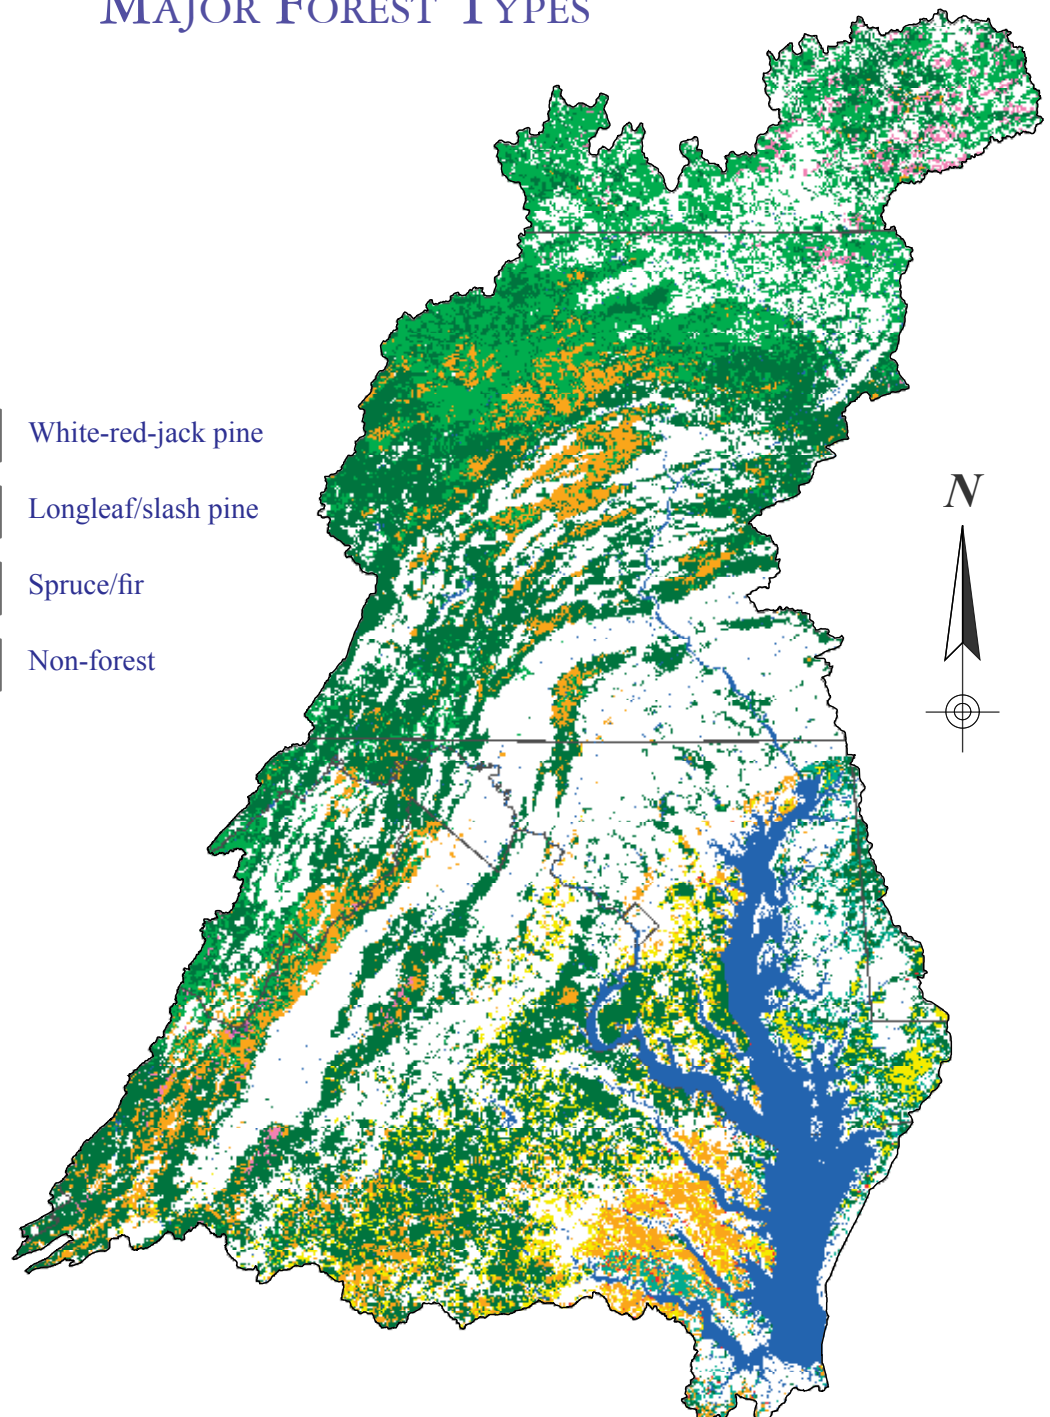 MAJOR FOREST TYPES
White-red-jack pine
Longleaf/slash pine
N
Spruce/fir
Non-forest